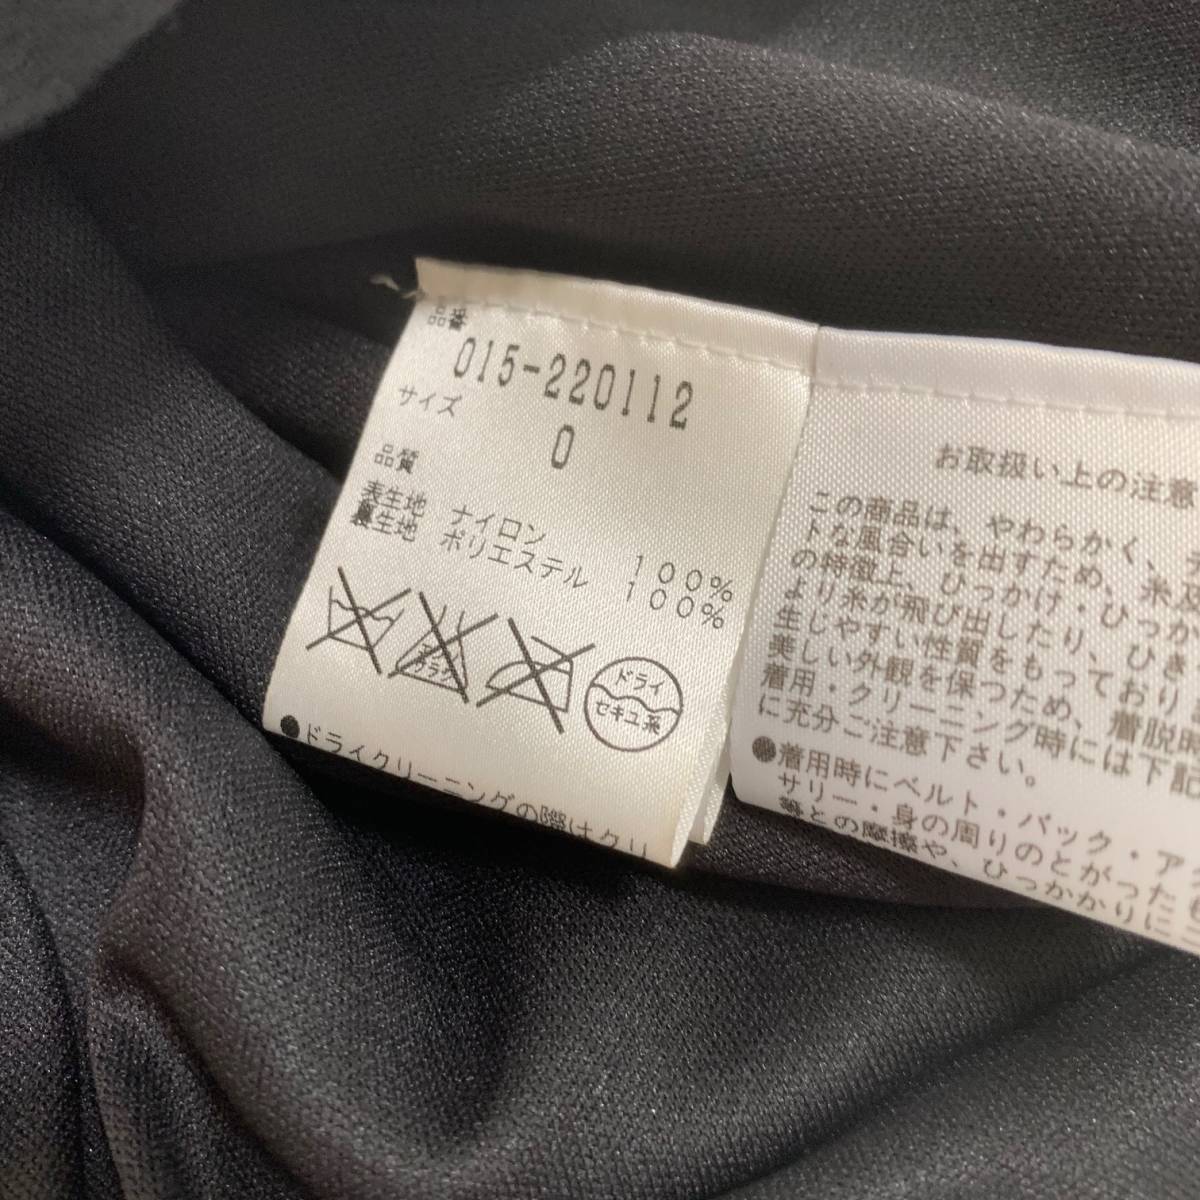 品番
015-220112
サイズ
0
品質
表生地 ナイロン 100%
裏生地 ポリエステル 100%
エンソ
サラシ
ドライ
セキユ系
●ドライクリーニングの際はクリ
お取扱い上の注意
この商品は、やわらかく、
トな風合いを出すため、糸及
の特徴上、ひっかけ・ひっか
より糸が飛び出したり、ひき
生じやすい性質をもっており
美しい外観を保つため、着脱時
着用・クリーニング時には下記
に充分ご注意下さい。
●着用時にベルト・バック・ア
サリー・身の周りのとがった
等との摩擦や、ひっかかりに